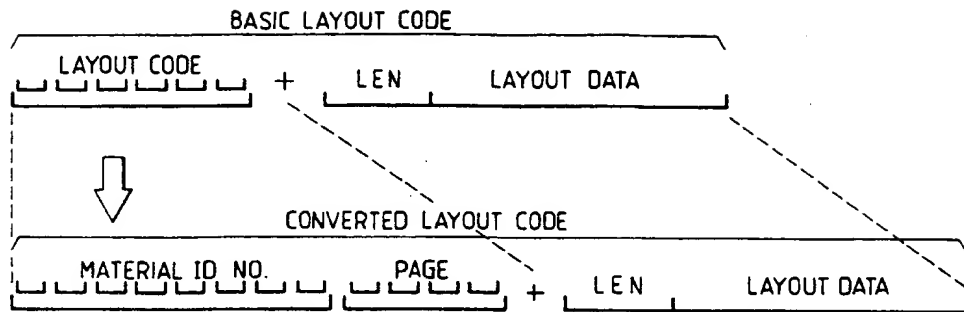 BASIC LAYOUT CODE
LAYOUT CODE + LEN LAYOUT DATA
CONVERTED LAYOUT CODE
MATERIAL ID NO. PAGE + LEN LAYOUT DATA